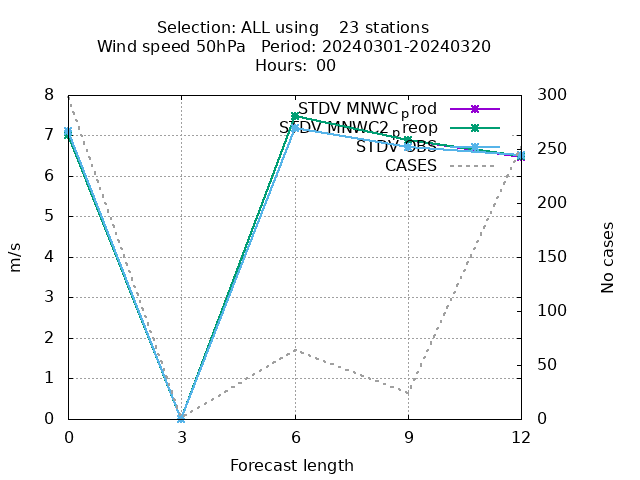 Selection: ALL using    23 stations
Wind speed 50hPa   Period: 20240301-20240320
Hours:  00
8 300
STDV MNWC_prod
STDV MNWC2_preop
7 250
STDV OBS
CASES
6 200
5
4 150
3 100
2
1 50
0 0
0 3 6 9 12
m/s
No cases
Forecast length